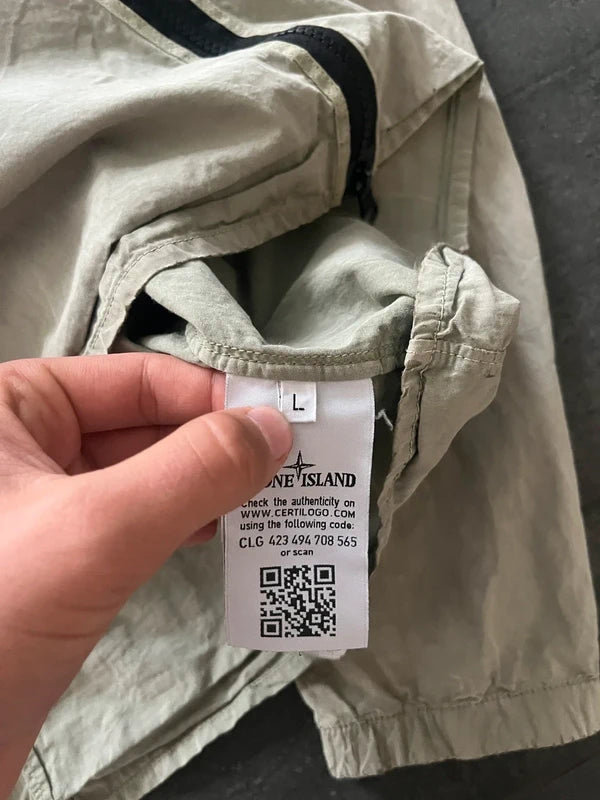 L
ONE ISLAND
Check the authenticity on
WWW.CERTILOGO.COM
using the following code:
CLG 423 494 708 565
or scan